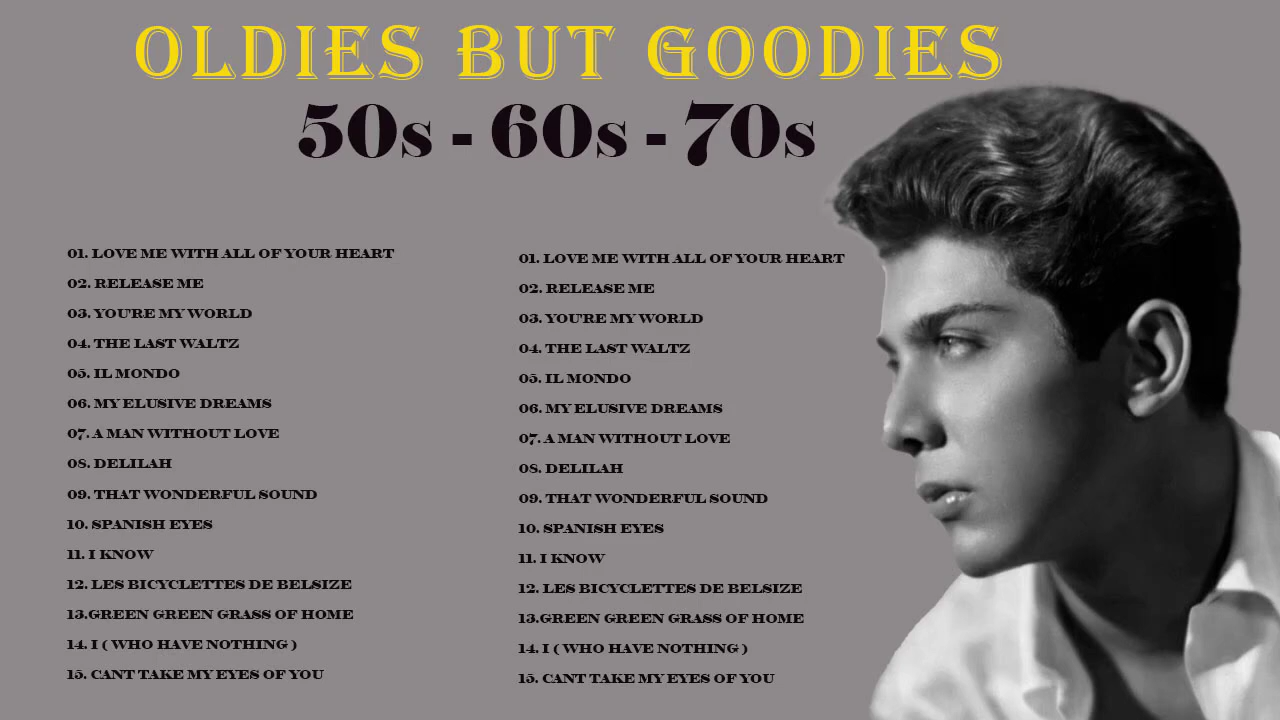 OLDIES BUT GOODIES
50s - 60s - 70s
01. LOVE ME WITH ALL OF YOUR HEART
02. RELEASE ME
03. YOU'RE MY WORLD
04. THE LAST WALTZ
05. IL MONDO
06. MY ELUSIVE DREAMS
07. A MAN WITHOUT LOVE
08. DELILAH
09. THAT WONDERFUL SOUND
10. SPANISH EYES
11. I KNOW
12. LES BICYCLETTES DE BELSIZE
13.GREEN GREEN GRASS OF HOME
14. I ( WHO HAVE NOTHING )
15. CANT TAKE MY EYES OF YOU
01. LOVE ME WITH ALL OF YOUR HEART
02. RELEASE ME
03. YOU'RE MY WORLD
04. THE LAST WALTZ
05. IL MONDO
06. MY ELUSIVE DREAMS
07. A MAN WITHOUT LOVE
08. DELILAH
09. THAT WONDERFUL SOUND
10. SPANISH EYES
11. I KNOW
12. LES BICYCLETTES DE BELSIZE
13.GREEN GREEN GRASS OF HOME
14. I ( WHO HAVE NOTHING )
15. CANT TAKE MY EYES OF YOU